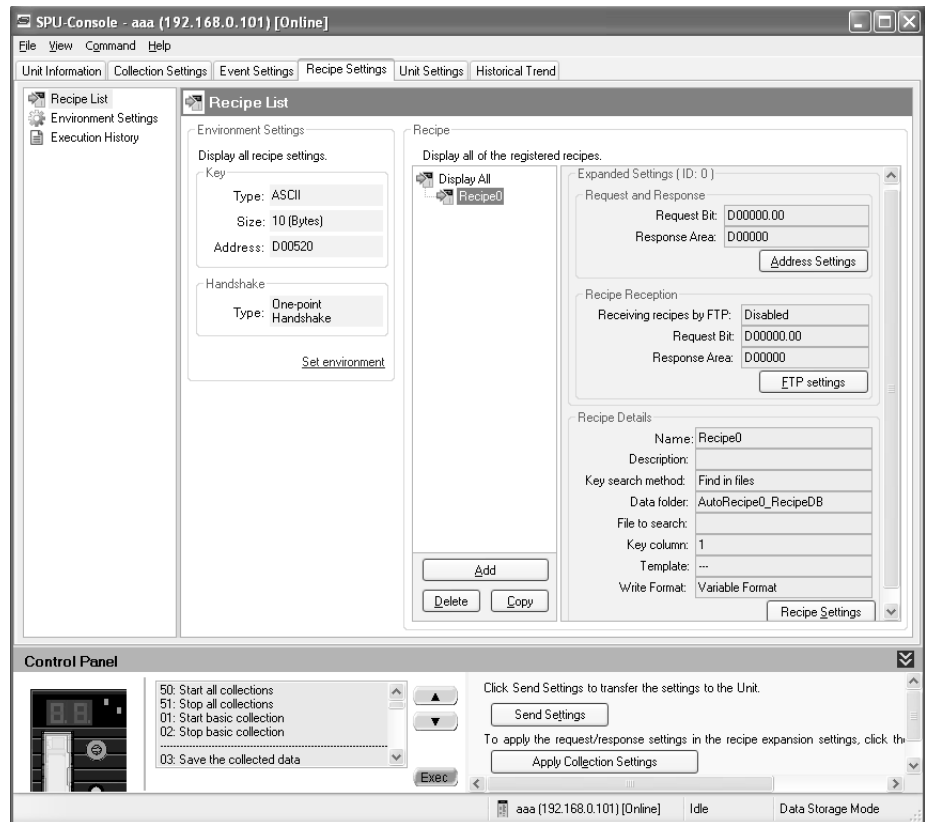 SPU-Console - aaa (192.168.0.101) [Online]
File View Command Help
Unit Information Collection Settings Event Settings Recipe Settings Unit Settings Historical Trend
Recipe List
Environment Settings
Execution History
Recipe List
Environment Settings
Display all recipe settings.
Key
Type: ASCII
Size: 10 (Bytes)
Address: D00520
Handshake
Type: One-point
Handshake
Set environment
Recipe
Display all of the registered recipes.
Display All
Recipe0
Add
Delete Copy
Expanded Settings ( ID: 0 )
Request and Response
Request Bit: D00000.00
Response Area: D00000
Address Settings
Recipe Reception
Receiving recipes by FTP: Disabled
Request Bit: D00000.00
Response Area: D00000
FTP settings
Recipe Details
Name: Recipe0
Description:
Key search method: Find in files
Data folder: AutoRecipe0_RecipeDB
File to search:
Key column: 1
Template: ---
Write Format: Variable Format
Recipe Settings
Control Panel
50: Start all collections
51: Stop all collections
01: Start basic collection
02: Stop basic collection
03: Save the collected data
Exec
Click Send Settings to transfer the settings to the Unit.
Send Settings
To apply the request/response settings in the recipe expansion settings, click
Apply Collection Settings
aaa (192.168.0.101) [Online] Idle Data Storage Mode